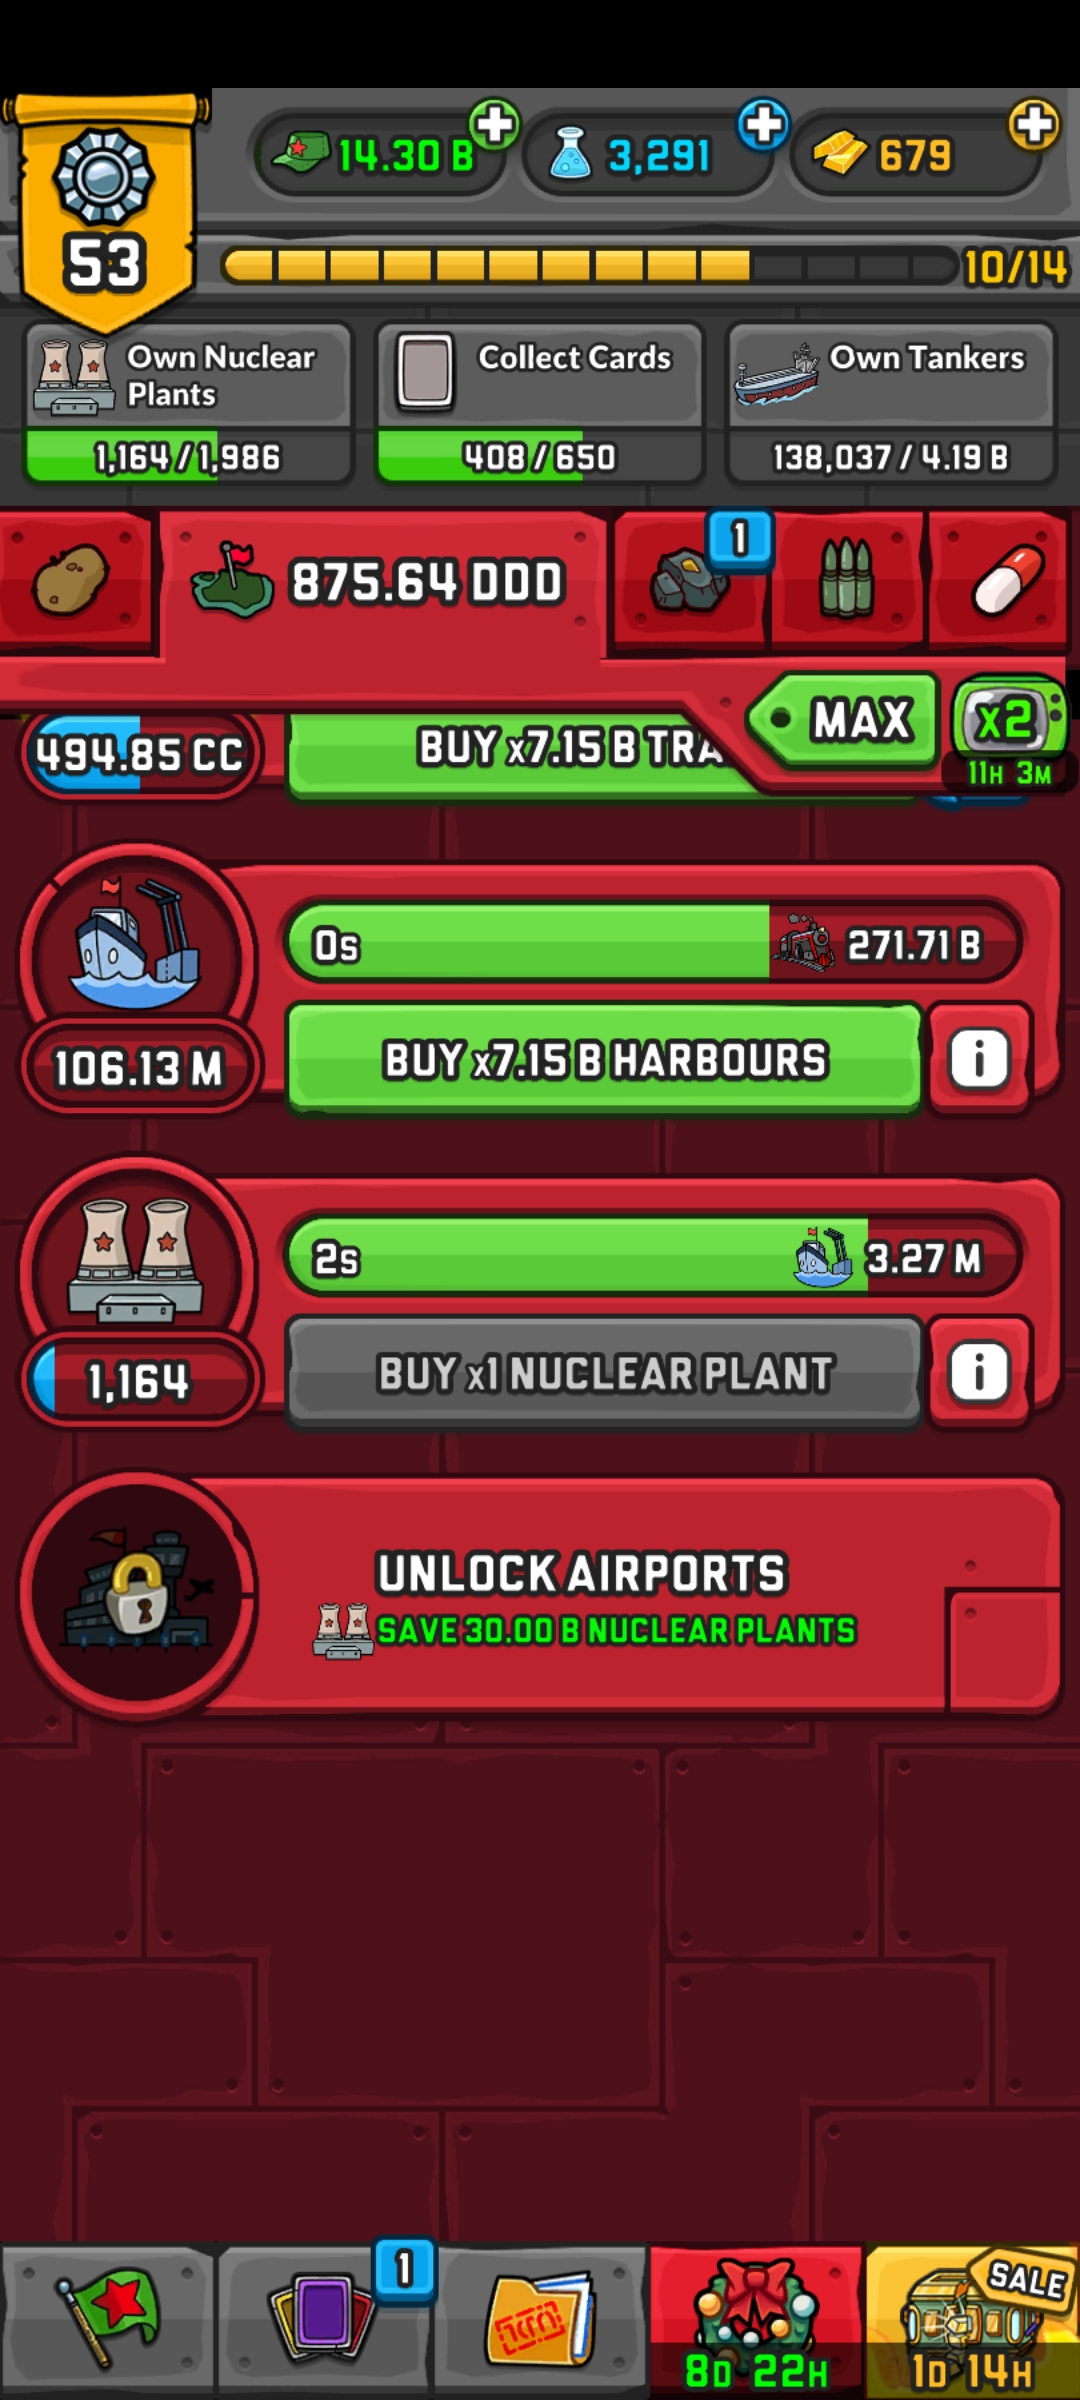 14.30 B
3,291
679
53
10/14
Own Nuclear
Plants
Collect Cards
Own Tankers
1,164 / 1,986
408 / 650
138,037 / 4.19 B
1
875.64 DDD
MAX
x2
11H 3M
494.85 CC
BUY x7.15 B TRA
0s
271.71 B
106.13 M
BUY x7.15 B HARBOURS
i
2s
3.27 M
1,164
BUY x1 NUCLEAR PLANT
i
UNLOCK AIRPORTS
SAVE 30.00 B NUCLEAR PLANTS
1
SALE
8D 22H
1D 14H